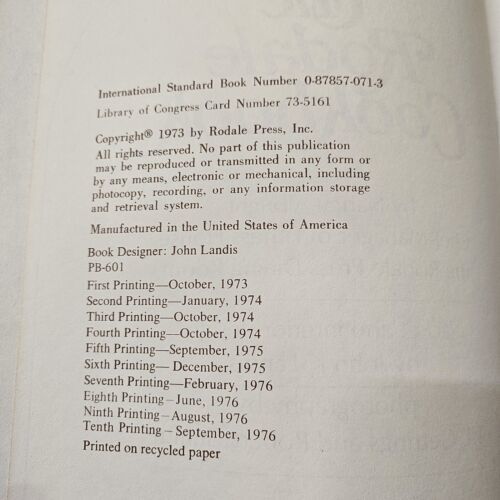 International Standard Book Number 0-87857-071-3
Library of Congress Card Number 73-5161
Copyright® 1973 by Rodale Press, Inc.
All rights reserved. No part of this publication
may be reproduced or transmitted in any form or
by any means, electronic or mechanical, including
photocopy, recording, or any information storage
and retrieval system.
Manufactured in the United States of America
Book Designer: John Landis
PB-601
First Printing—October, 1973
Second Printing—January, 1974
Third Printing—October, 1974
Fourth Printing—October, 1974
Fifth Printing—September, 1975
Sixth Printing— December, 1975
Seventh Printing—February, 1976
Eighth Printing – June, 1976
Ninth Printing – August, 1976
Tenth Printing – September, 1976
Printed on recycled paper